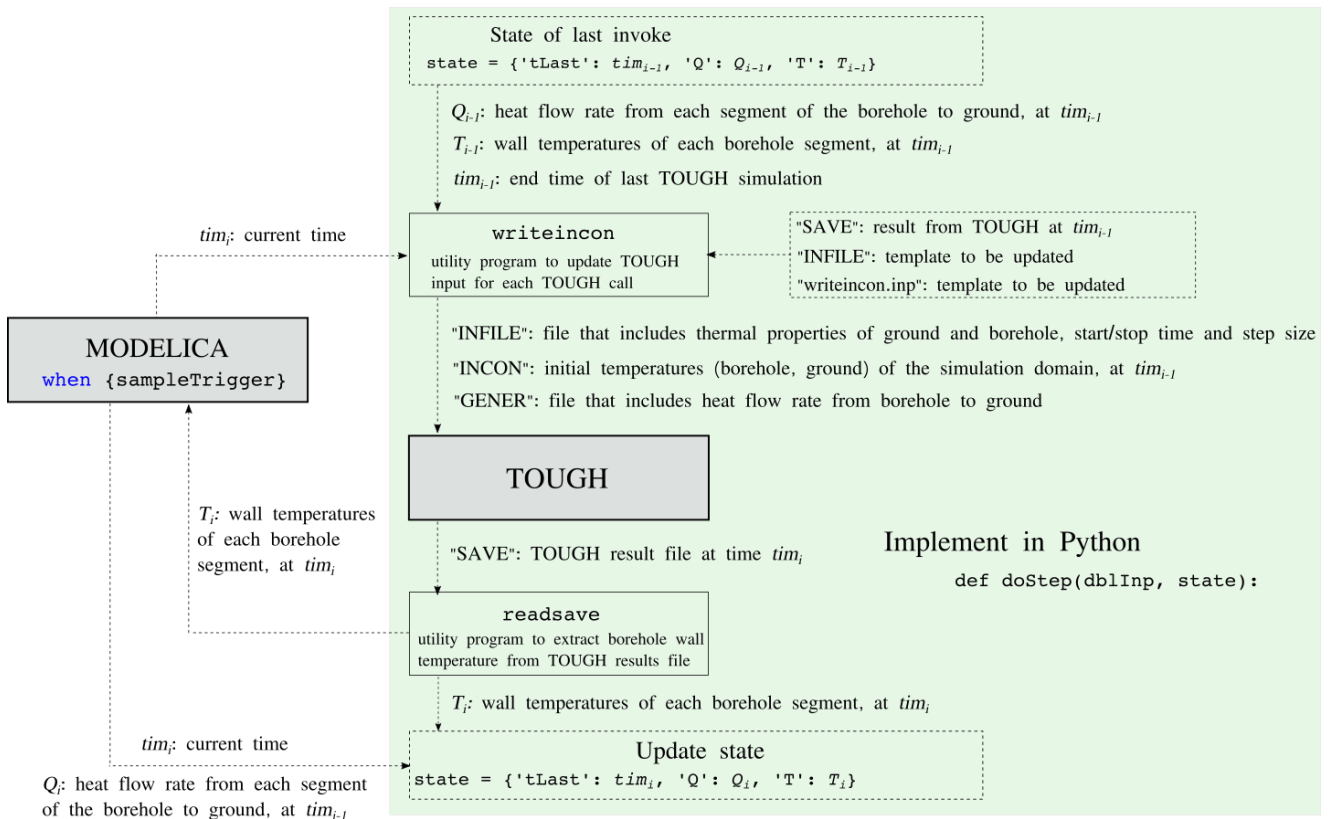 State of last invoke
state = {'tLast': tim_{i-1}, 'Q': Q_{i-1}, 'T': T_{i-1}}
Q_{i-1}: heat flow rate from each segment of the borehole to ground, at tim_{i-1}
T_{i-1}: wall temperatures of each borehole segment, at tim_{i-1}
tim_{i-1}: end time of last TOUGH simulation
tim_i: current time
writeincon
utility program to update TOUGH
input for each TOUGH call
"SAVE": result from TOUGH at tim_{i-1}
"INFILE": template to be updated
"writeincon.inp": template to be updated
MODELICA
when {sampleTrigger}
"INFILE": file that includes thermal properties of ground and borehole, start/stop time and step size
"INCON": initial temperatures (borehole, ground) of the simulation domain, at tim_{i-1}
"GENER": file that includes heat flow rate from borehole to ground
TOUGH
T_i: wall temperatures
of each borehole
segment, at tim_i
"SAVE": TOUGH result file at time tim_i
Implement in Python
def doStep(dblInp, state):
readsave
utility program to extract borehole wall
temperature from TOUGH results file
T_i: wall temperatures of each borehole segment, at tim_i
tim_i: current time
Update state
state = {'tLast': tim_i, 'Q': Q_i, 'T': T_i}
Q_i: heat flow rate from each segment
of the borehole to ground, at tim_{i-1}